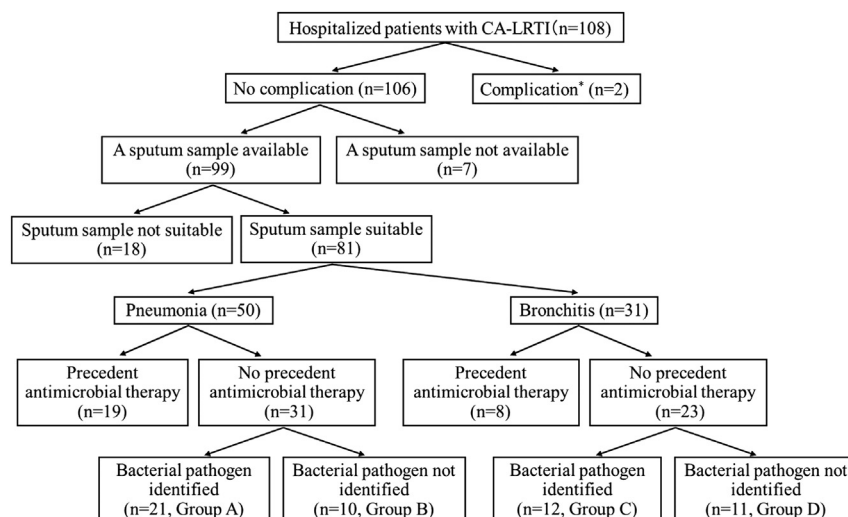 Hospitalized patients with CA-LRTI(n=108)
No complication (n=106)
Complication* (n=2)
A sputum sample available
(n=99)
A sputum sample not available
(n=7)
Sputum sample not suitable
(n=18)
Sputum sample suitable
(n=81)
Pneumonia (n=50)
Bronchitis (n=31)
Precedent
antimicrobial therapy
(n=19)
No precedent
antimicrobial therapy
(n=31)
Precedent
antimicrobial therapy
(n=8)
No precedent
antimicrobial therapy
(n=23)
Bacterial pathogen
identified
(n=21, Group A)
Bacterial pathogen not
identified
(n=10, Group B)
Bacterial pathogen
identified
(n=12, Group C)
Bacterial pathogen not
identified
(n=11, Group D)